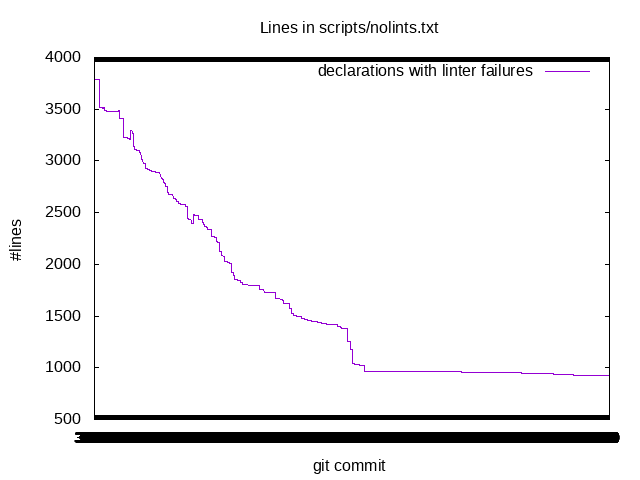 Lines in scripts/nolints.txt
4000
declarations with linter failures
3500
3000
2500
#lines
2000
1500
1000
500
git commit